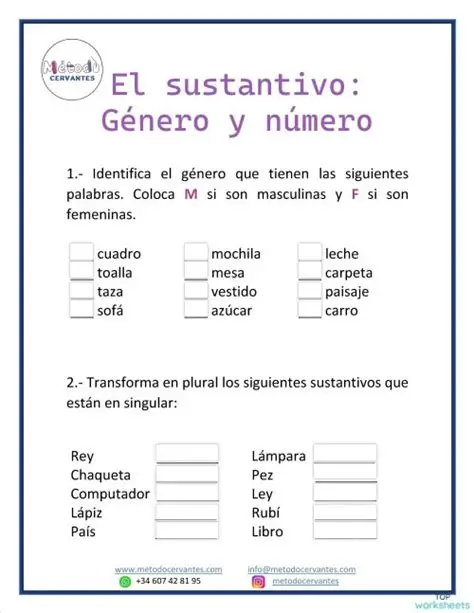 Método
CERVANTES
El sustantivo:
Género y número
1.- Identifica el género que tienen las siguientes
palabras. Coloca M si son masculinas y F si son
femeninas.
cuadro mochila leche
toalla mesa carpeta
taza vestido paisaje
sofá azúcar carro
2.- Transforma en plural los siguientes sustantivos que
están en singular:
Rey Lámpara
Chaqueta Pez
Computador Ley
Lápiz Rubí
País Libro
www.metodocervantes.com info@metodocervantes.com
+34 607 42 81 95 metodocervantes
TOP
worksheets